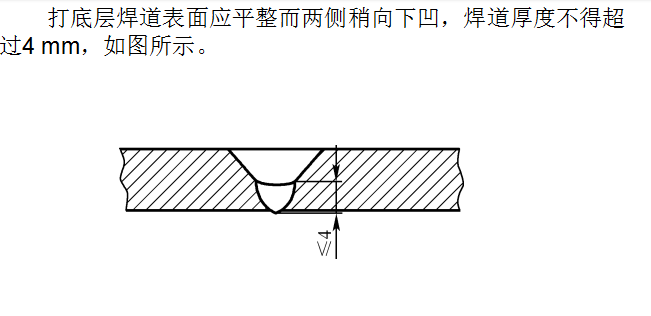 打底层焊道表面应平整而两侧稍向下凹，焊道厚度不得超
过4 mm，如图所示。
≤4